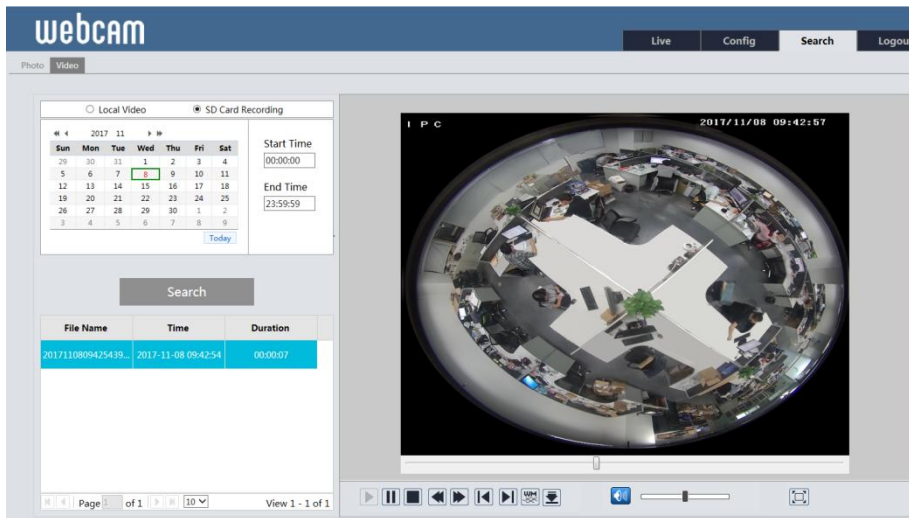 webcam
Live Config Search Logou
Photo Video
Local Video SD Card Recording
2017 11
Sun Mon Tue Wed Thu Fri Sat
29 30 31 1 2 3 4
5 6 7 8 9 10 11
12 13 14 15 16 17 18
19 20 21 22 23 24 25
26 27 28 29 30 1 2
3 4 5 6 7 8 9
Today
Start Time
00:00:00
End Time
23:59:59
Search
File Name Time Duration
2017110809425439... 2017-11-08 09:42:54 00:00:07
Page 1 of 1 10 View 1 - 1 of 1
I P C 2017/11/08 09:42:57
WM